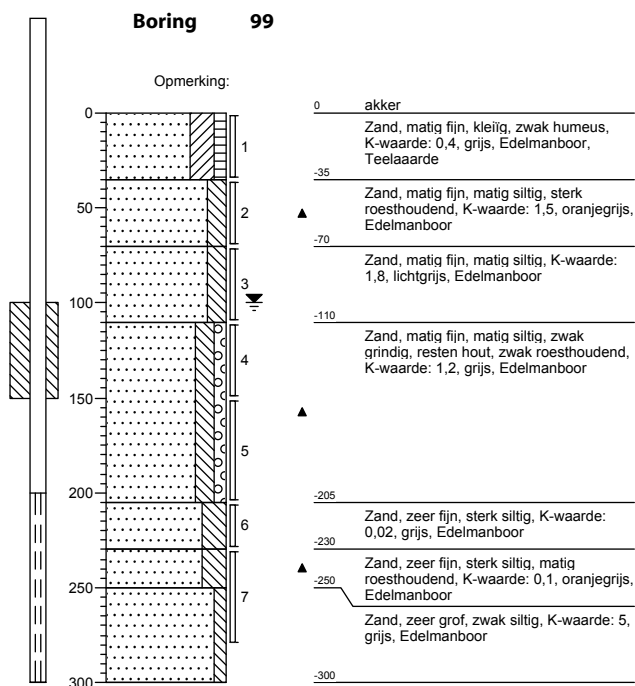 Boring 99
Opmerking:
0
50
100
150
200
250
300
1
2
3
4
5
6
7
0 akker
Zand, matig fijn, kleiïg, zwak humeus,
K-waarde: 0,4, grijs, Edelmanboor,
Teelaaarde
-35
Zand, matig fijn, matig siltig, sterk
roesthoudend, K-waarde: 1,5, oranjegrijs,
Edelmanboor
-70
Zand, matig fijn, matig siltig, K-waarde:
1,8, lichtgrijs, Edelmanboor
-110
Zand, matig fijn, matig siltig, zwak
grindig, resten hout, zwak roesthoudend,
K-waarde: 1,2, grijs, Edelmanboor
-205
Zand, zeer fijn, sterk siltig, K-waarde:
0,02, grijs, Edelmanboor
-230
Zand, zeer fijn, sterk siltig, matig
roesthoudend, K-waarde: 0,1, oranjegrijs,
Edelmanboor
-250
Zand, zeer grof, zwak siltig, K-waarde: 5,
grijs, Edelmanboor
-300